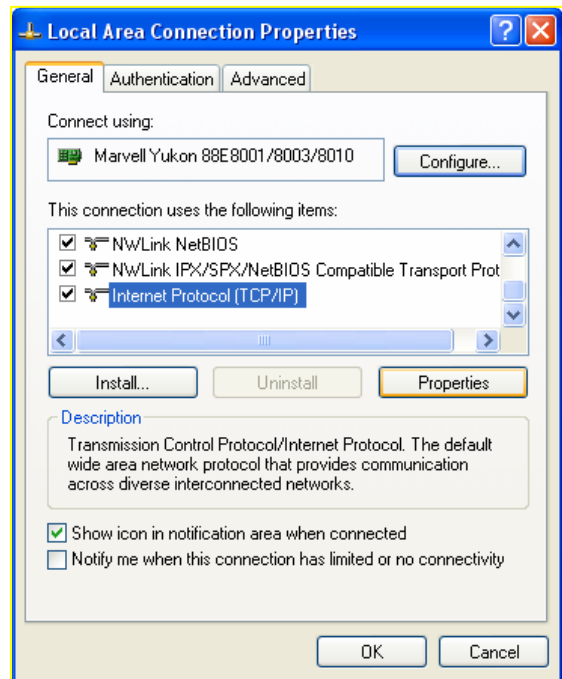 Local Area Connection Properties
General Authentication Advanced
Connect using:
Marvell Yukon 88E8001/8003/8010
Configure...
This connection uses the following items:
NWLink NetBIOS
NWLink IPX/SPX/NetBIOS Compatible Transport Prot
Internet Protocol (TCP/IP)
Install... Uninstall Properties
Description
Transmission Control Protocol/Internet Protocol. The default
wide area network protocol that provides communication
across diverse interconnected networks.
Show icon in notification area when connected
Notify me when this connection has limited or no connectivity
OK Cancel